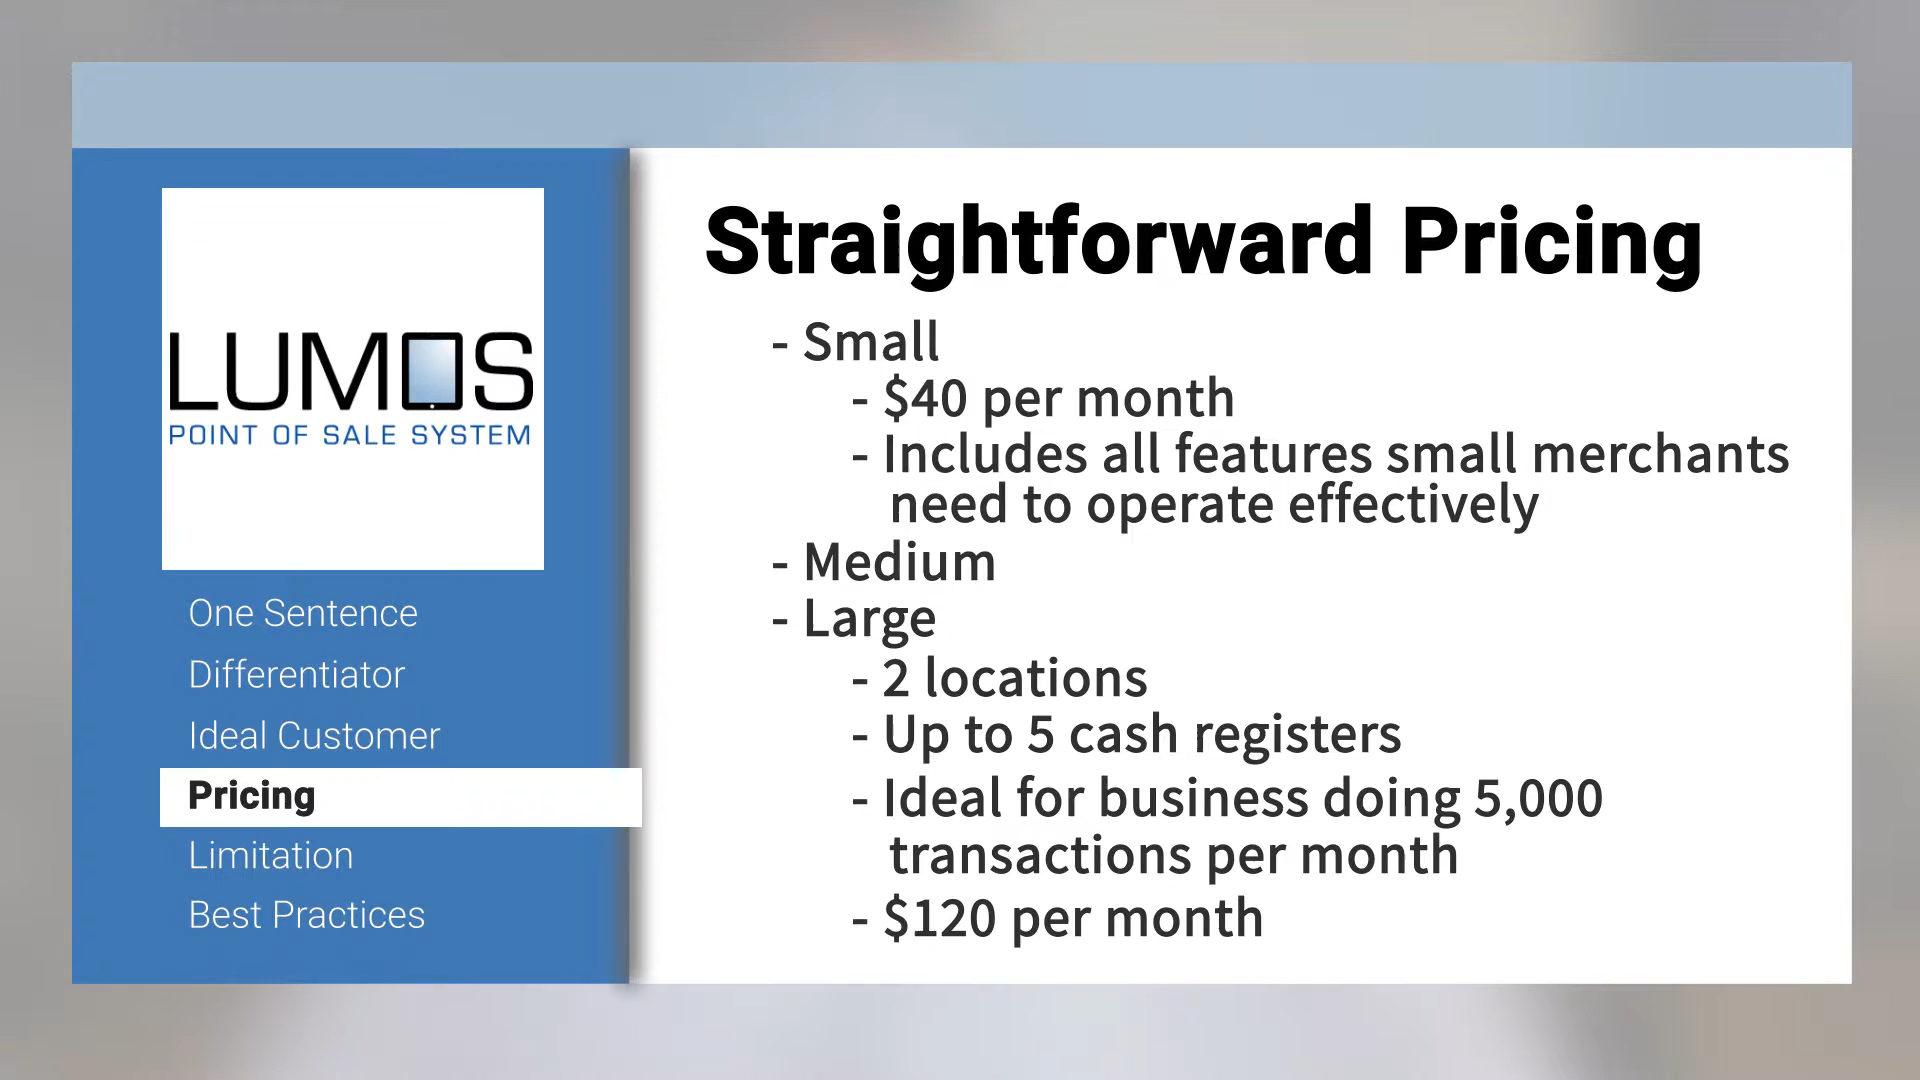 LUMOS
POINT OF SALE SYSTEM
One Sentence
Differentiator
Ideal Customer
Pricing
Limitation
Best Practices
Straightforward Pricing
- Small
- $40 per month
- Includes all features small merchants
need to operate effectively
- Medium
- Large
- 2 locations
- Up to 5 cash registers
- Ideal for business doing 5,000
transactions per month
- $120 per month